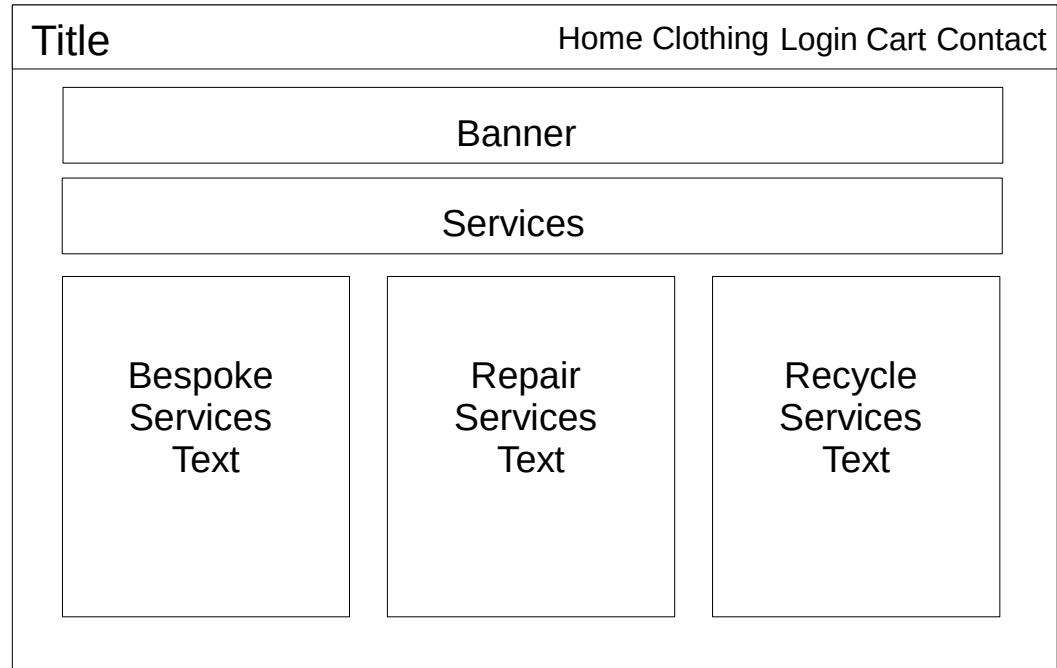 Title
Home Clothing Login Cart Contact
Banner
Services
Bespoke
Services
Text
Repair
Services
Text
Recycle
Services
Text